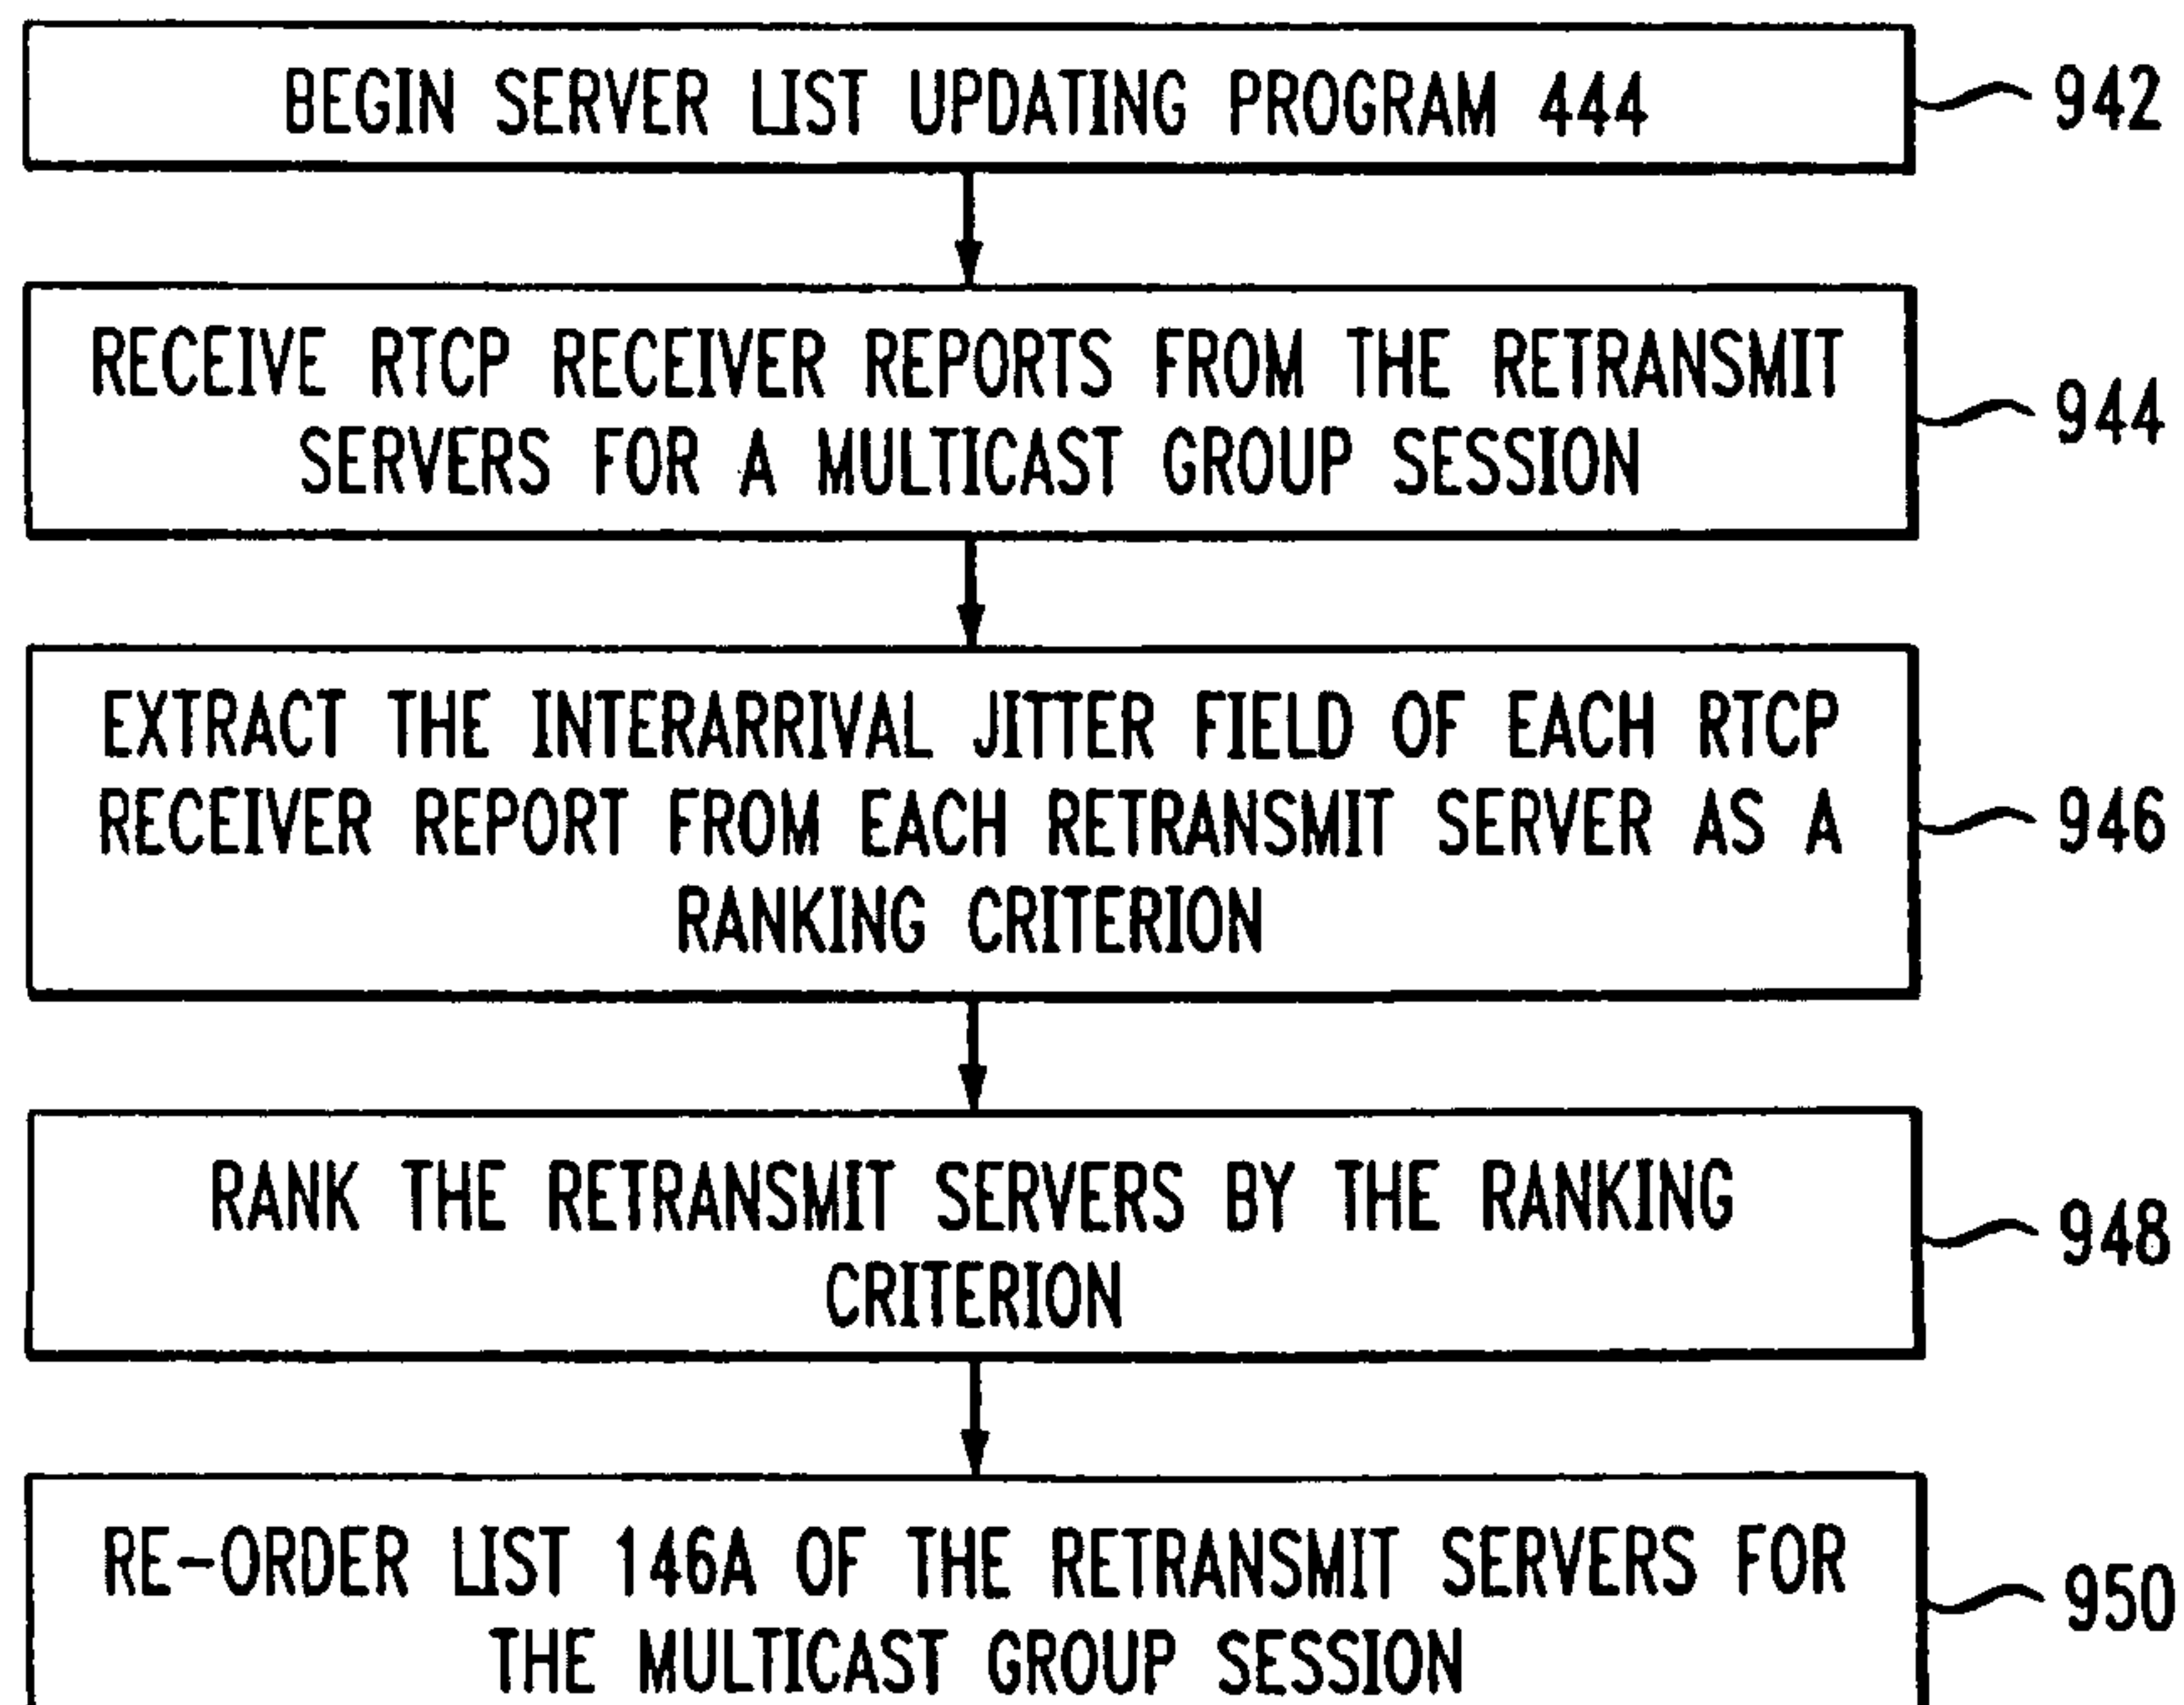 BEGIN SERVER LIST UPDATING PROGRAM 444
942
RECEIVE RTCP RECEIVER REPORTS FROM THE RETRANSMIT
SERVERS FOR A MULTICAST GROUP SESSION
944
EXTRACT THE INTERARRIVAL JITTER FIELD OF EACH RTCP
RECEIVER REPORT FROM EACH RETRANSMIT SERVER AS A
RANKING CRITERION
946
RANK THE RETRANSMIT SERVERS BY THE RANKING
CRITERION
948
RE-ORDER LIST 146A OF THE RETRANSMIT SERVERS FOR
THE MULTICAST GROUP SESSION
950